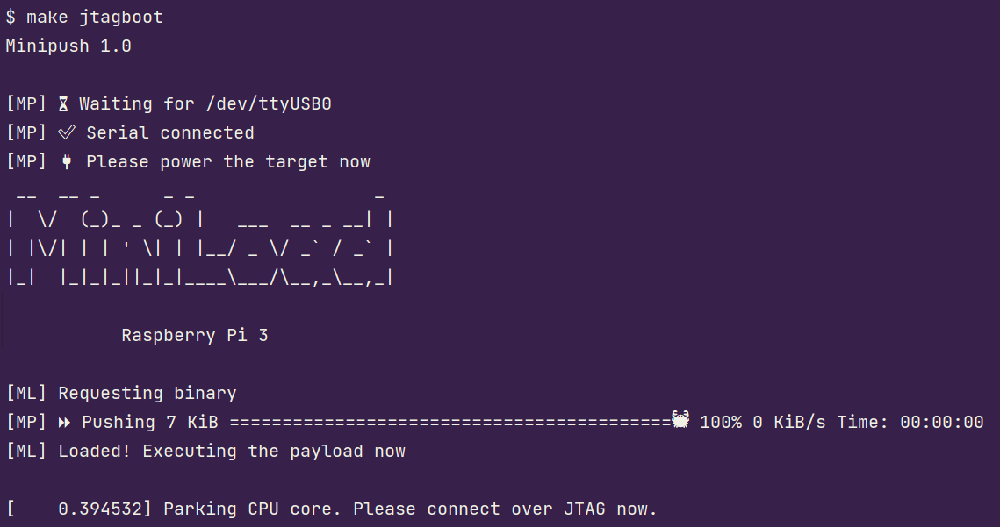 $ make jtagboot
Minipush 1.0

[MP] ⏳ Waiting for /dev/ttyUSB0
[MP] ✅ Serial connected
[MP] 🔌 Please power the target now
 __  __ _      _ _                 _
|  \/  (_)_ _ (_) |   ___  __ _ __| |
| |\/| | | ' \| | |__/ _ \/ _` / _` |
|_|  |_|_|_||_|_|____\___/\__,_\__,_|

           Raspberry Pi 3

[ML] Requesting binary
[MP] ⏩ Pushing 7 KiB ==========================================🦀 100% 0 KiB/s Time: 00:00:00
[ML] Loaded! Executing the payload now

[    0.394532] Parking CPU core. Please connect over JTAG now.